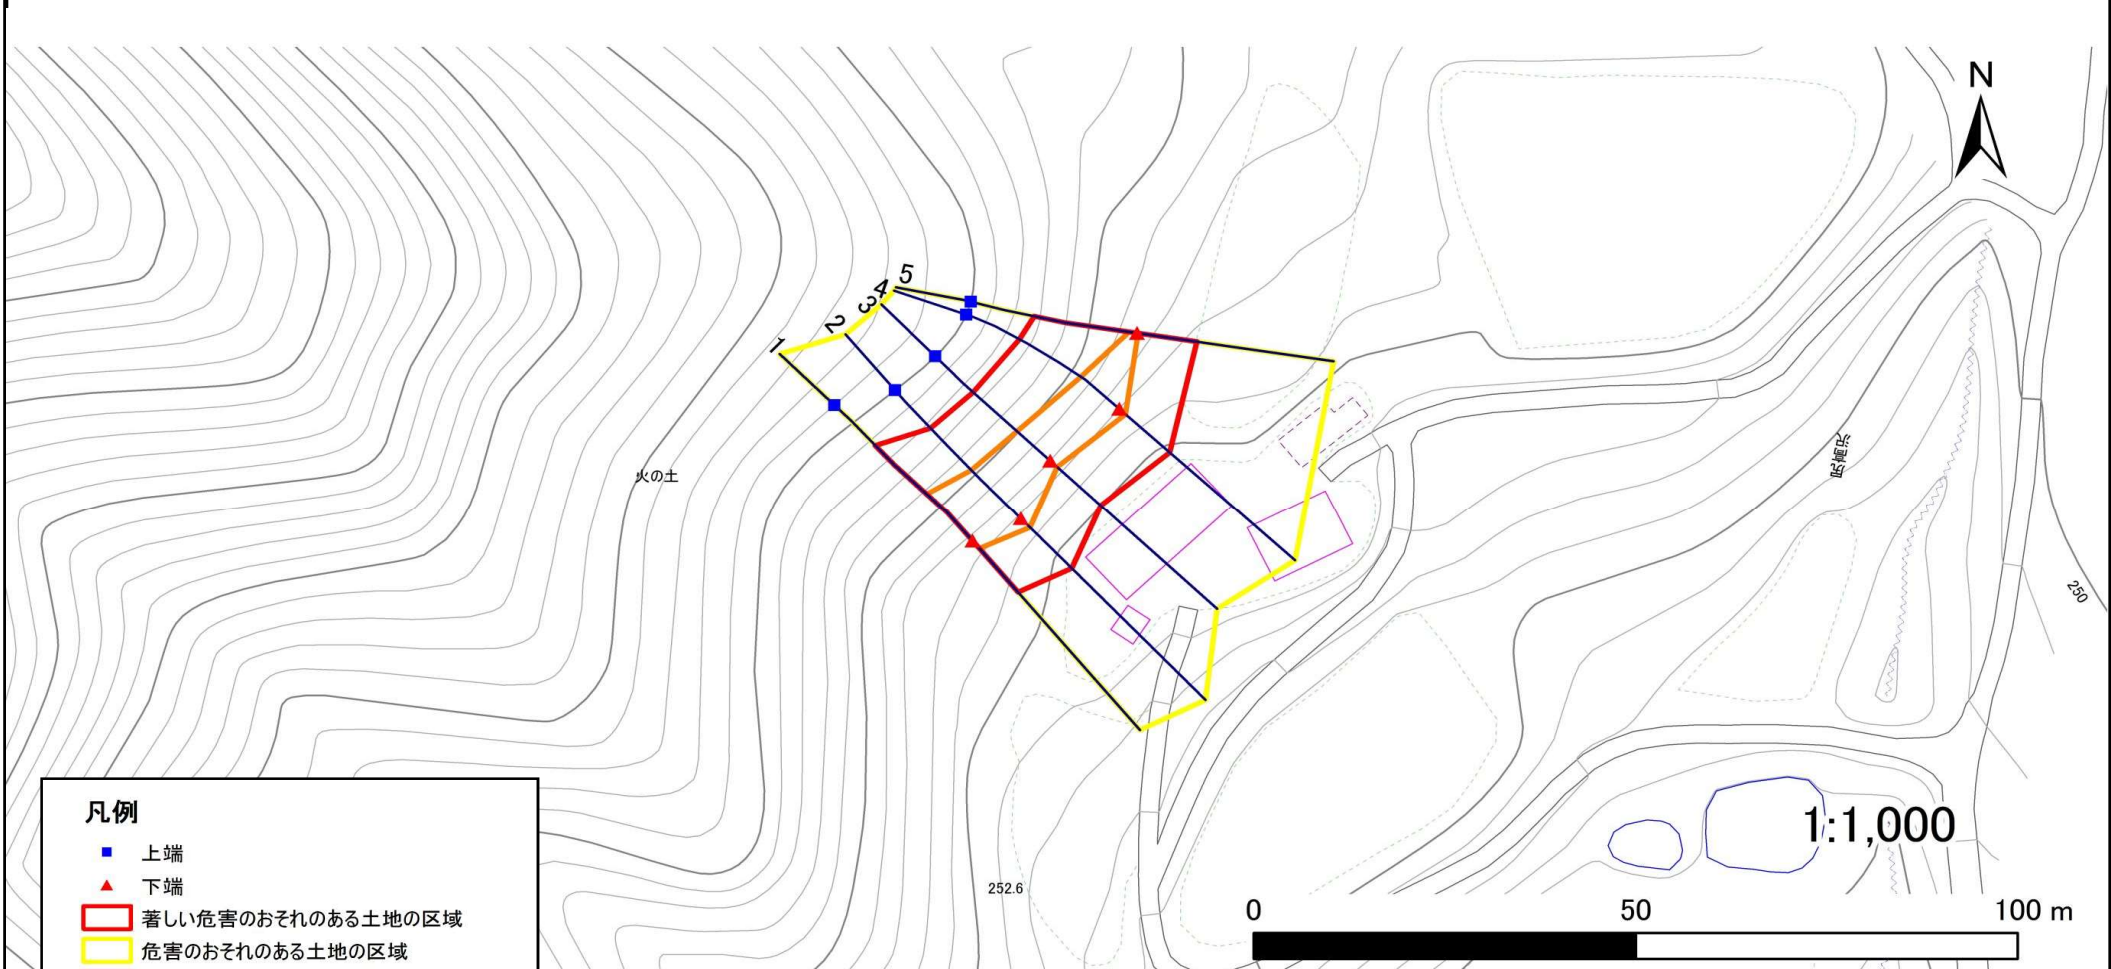 N
5
4
3
2
1
火の土
250
1:1,000
252.6
0 50 100 m
凡例
上端
下端
著しい危害のおそれのある土地の区域
危害のおそれのある土地の区域